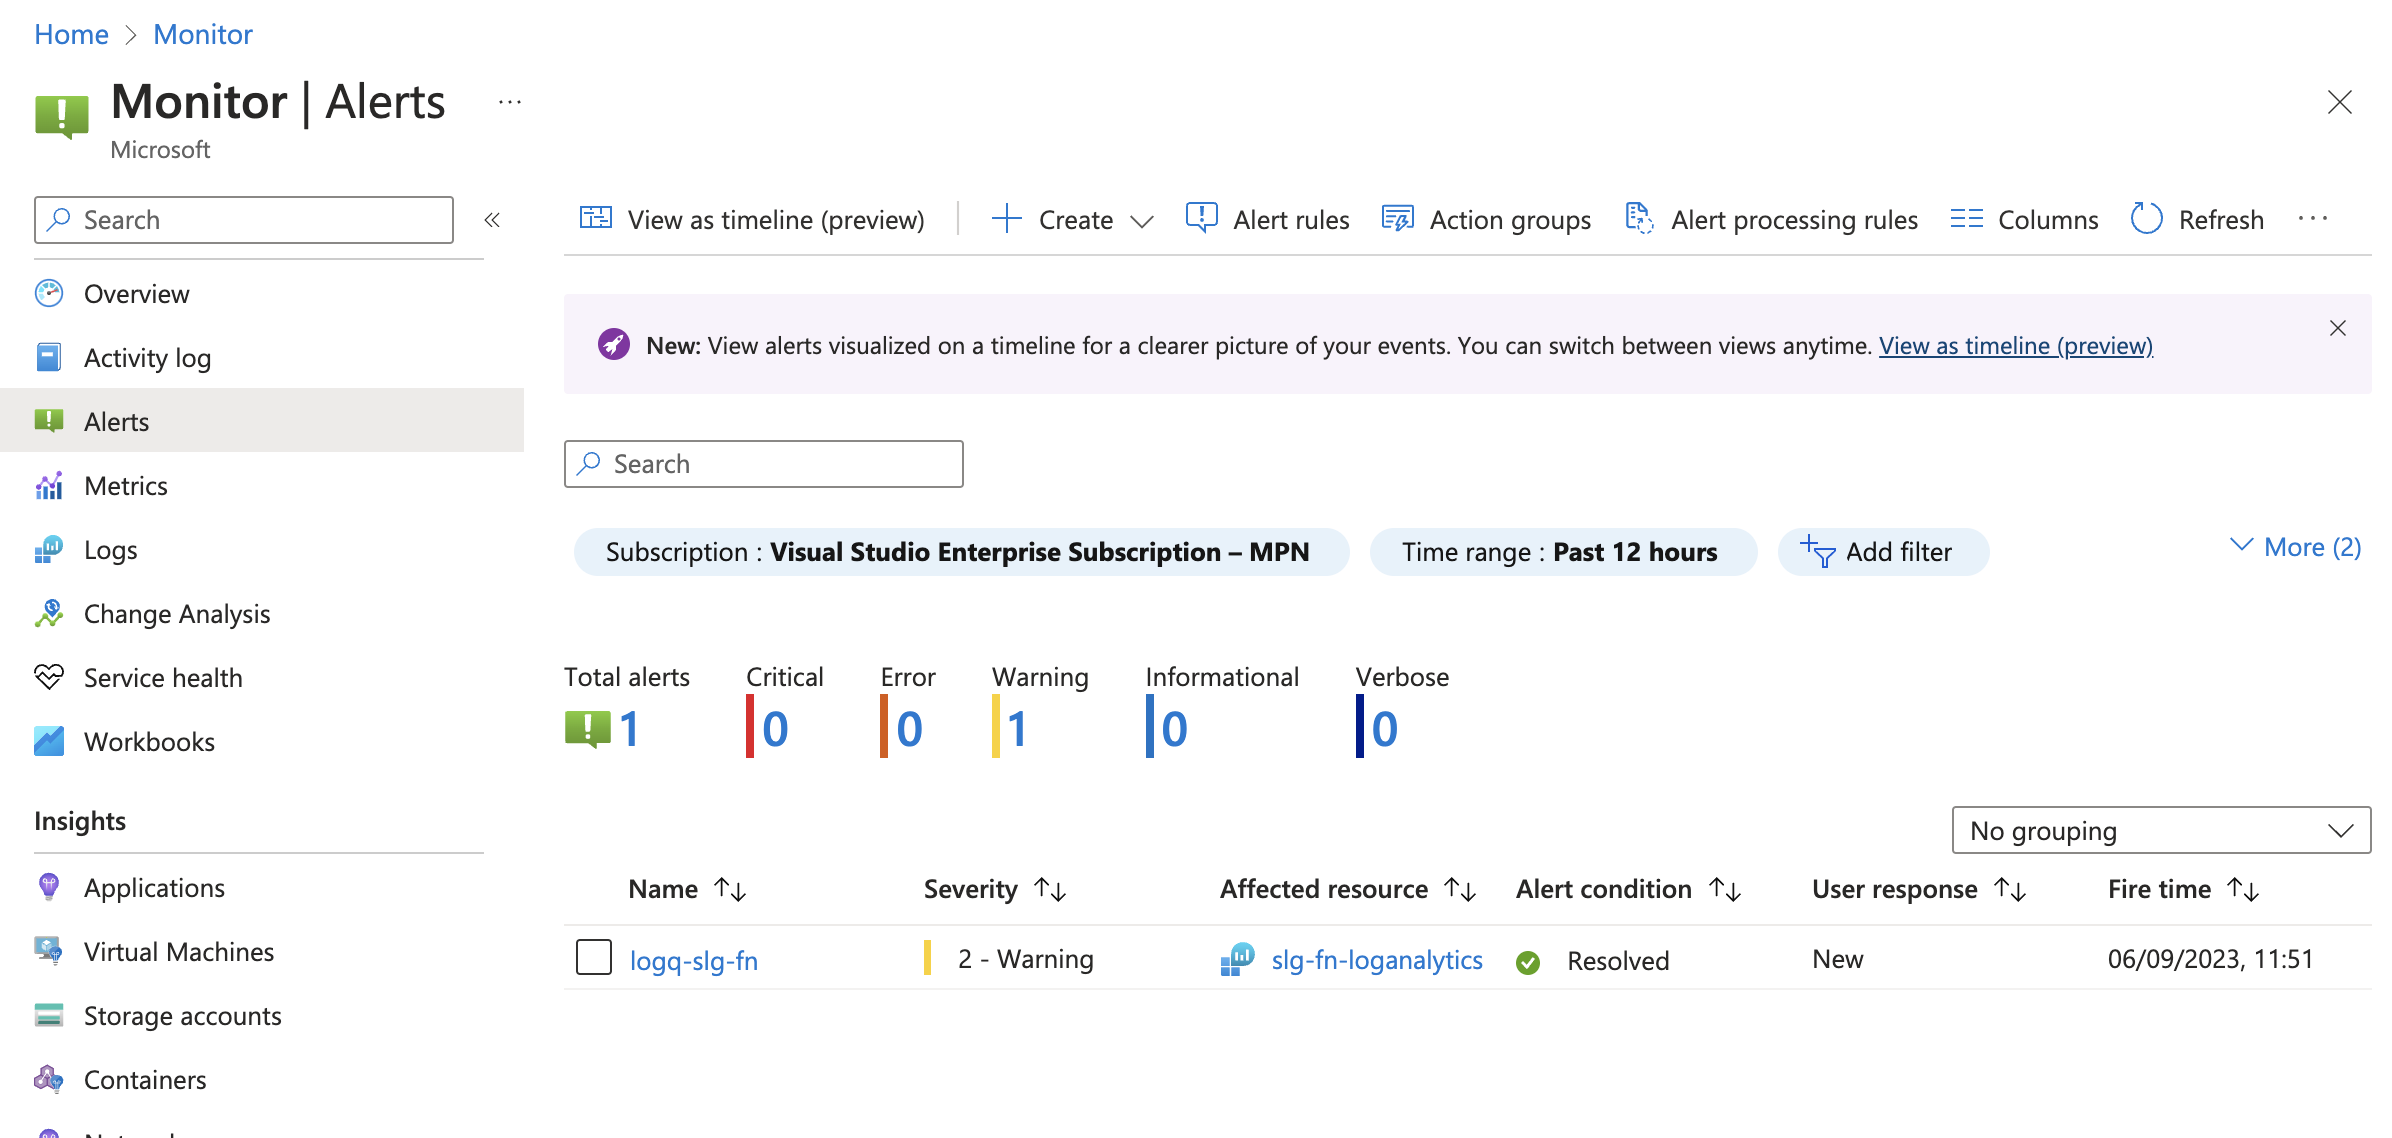 Home > Monitor
Monitor | Alerts ...
Microsoft
Search «
Overview
Activity log
Alerts
Metrics
Logs
Change Analysis
Service health
Workbooks
Insights
Applications
Virtual Machines
Storage accounts
Containers
View as timeline (preview) Create Alert rules Action groups Alert processing rules Columns Refresh ...
New: View alerts visualized on a timeline for a clearer picture of your events. You can switch between views anytime. View as timeline (preview)
Search
Subscription : Visual Studio Enterprise Subscription – MPN Time range : Past 12 hours Add filter More (2)
Total alerts Critical Error Warning Informational Verbose
1 0 0 1 0 0
No grouping
Name ↑↓ Severity ↑↓ Affected resource ↑↓ Alert condition ↑↓ User response ↑↓ Fire time ↑↓
logq-slg-fn 2 - Warning slg-fn-loganalytics Resolved New 06/09/2023, 11:51